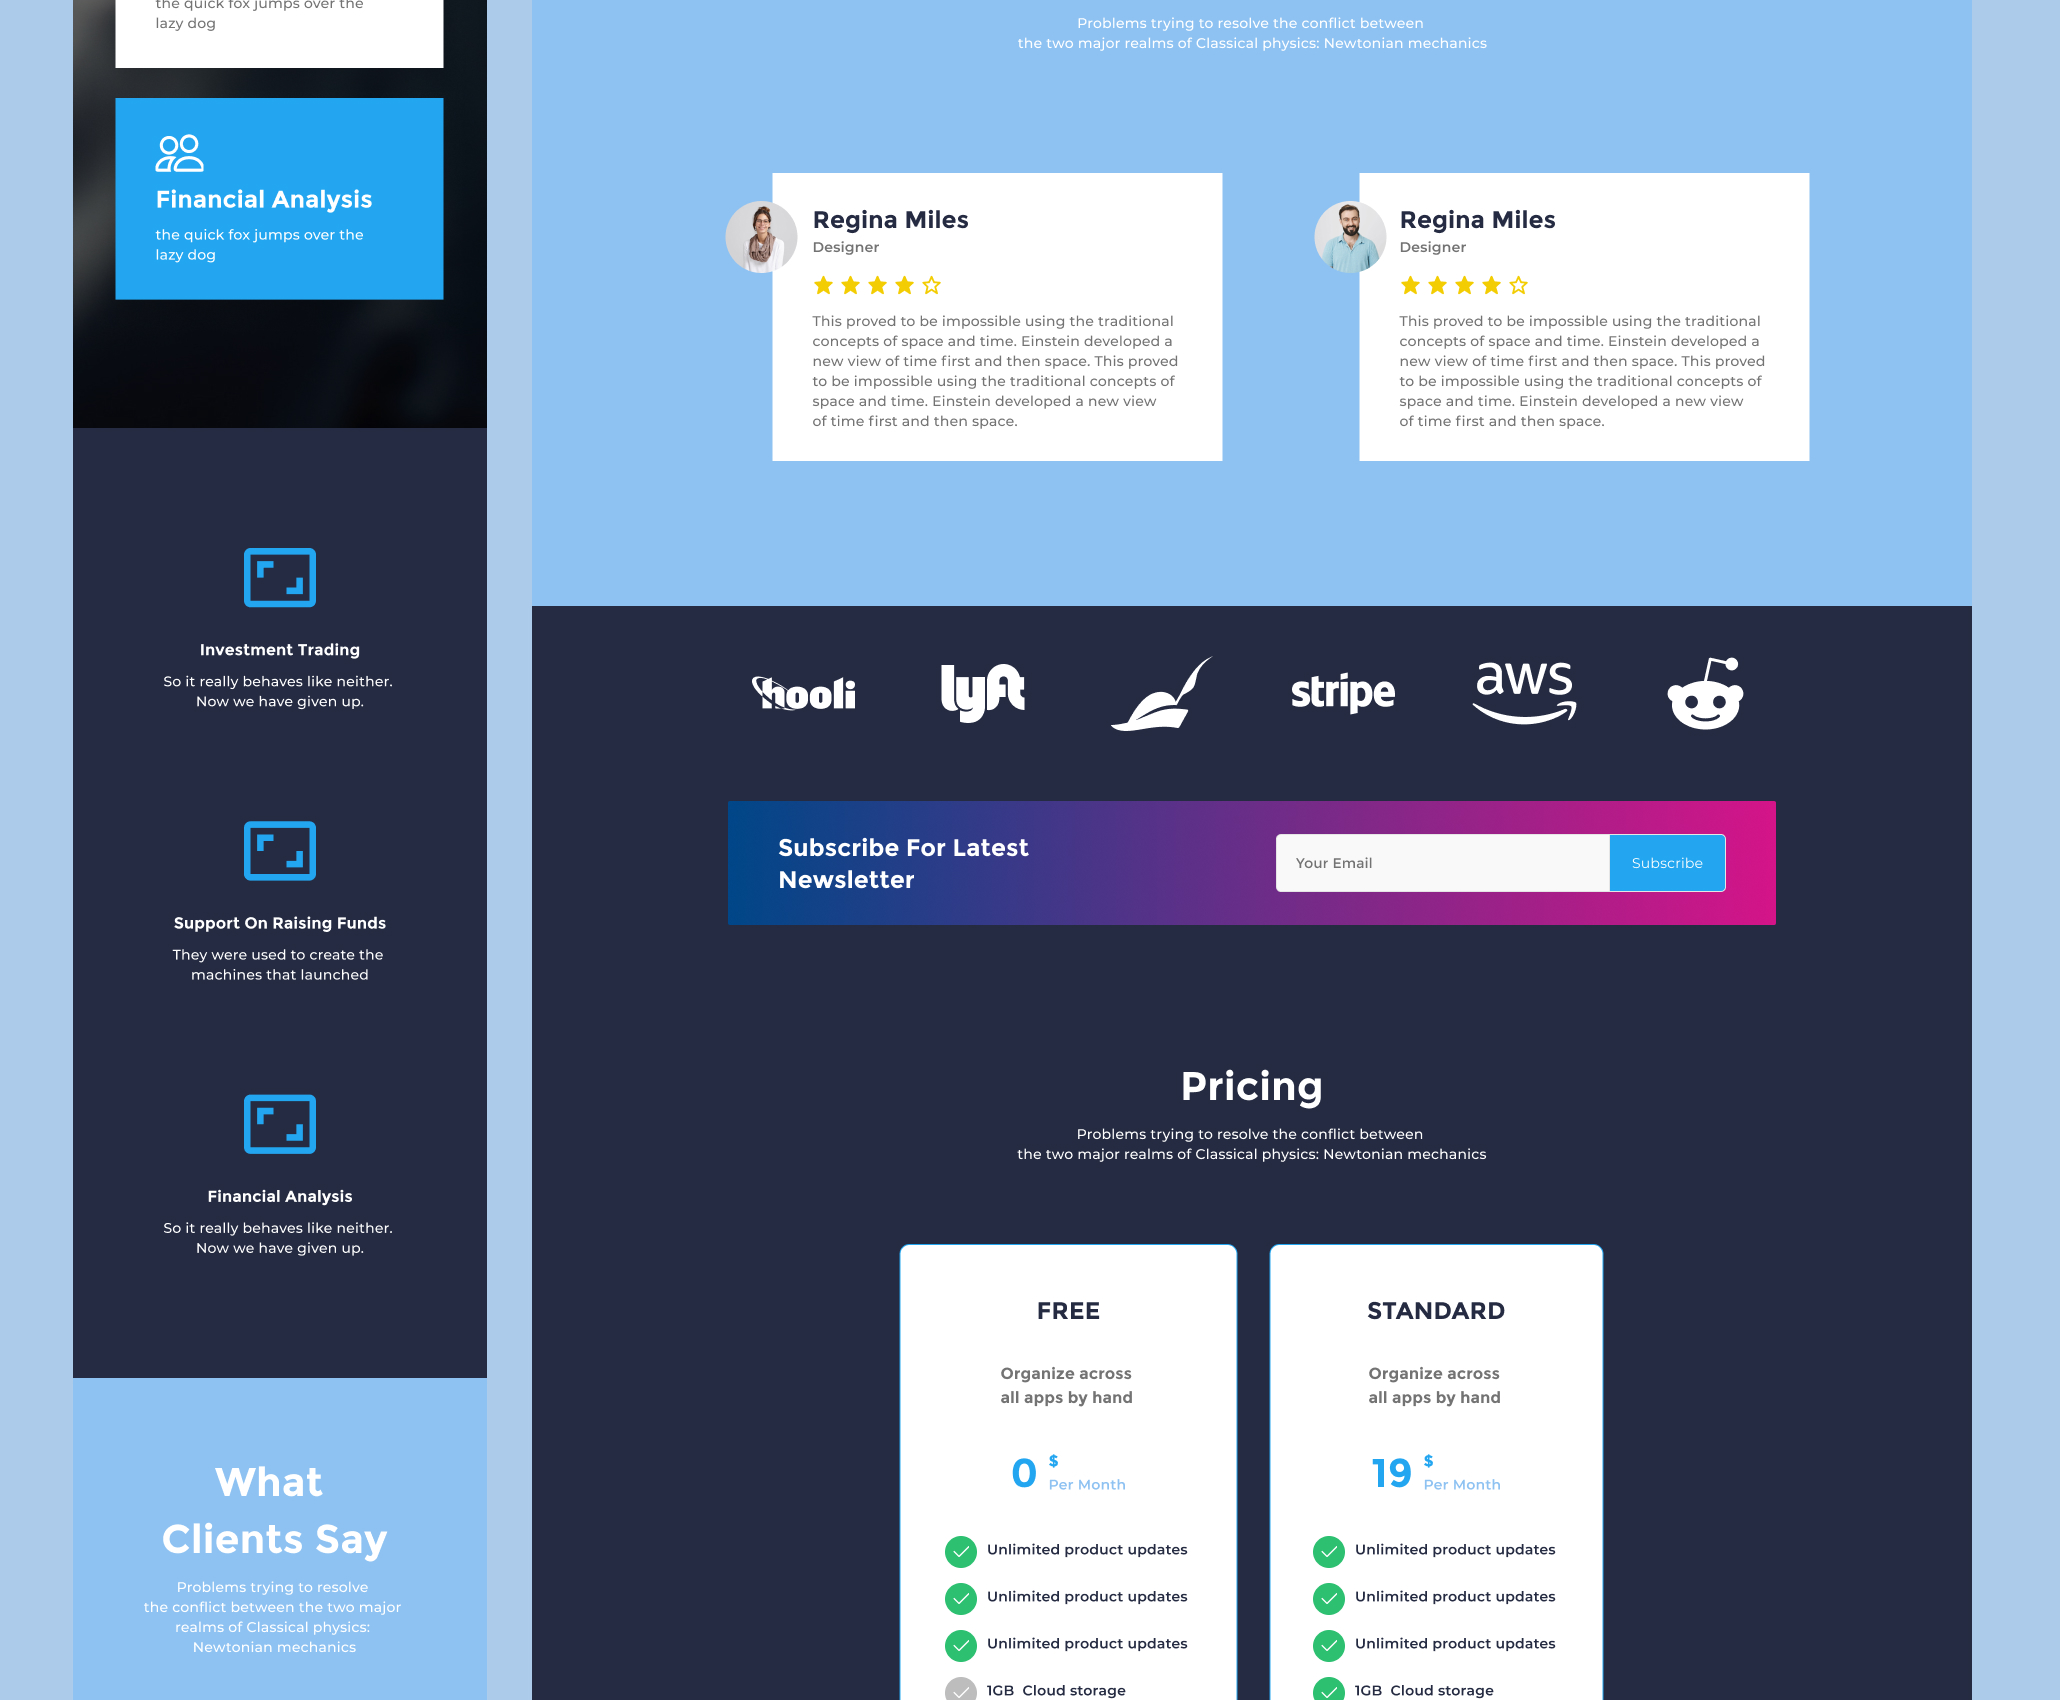 the quick fox jumps over the
lazy dog
Financial Analysis
the quick fox jumps over the
lazy dog
Investment Trading
So it really behaves like neither.
Now we have given up.
Support On Raising Funds
They were used to create the
machines that launched
Financial Analysis
So it really behaves like neither.
Now we have given up.
What
Clients Say
Problems trying to resolve
the conflict between the two major
realms of Classical physics:
Newtonian mechanics
Problems trying to resolve the conflict between
the two major realms of Classical physics: Newtonian mechanics
Regina Miles
Designer
This proved to be impossible using the traditional
concepts of space and time. Einstein developed a
new view of time first and then space. This proved
to be impossible using the traditional concepts of
space and time. Einstein developed a new view
of time first and then space.
Regina Miles
Designer
This proved to be impossible using the traditional
concepts of space and time. Einstein developed a
new view of time first and then space. This proved
to be impossible using the traditional concepts of
space and time. Einstein developed a new view
of time first and then space.
hooli lyft stripe aws
Subscribe For Latest
Newsletter
Your Email
Subscribe
Pricing
Problems trying to resolve the conflict between
the two major realms of Classical physics: Newtonian mechanics
FREE
Organize across
all apps by hand
0 $
Per Month
Unlimited product updates
Unlimited product updates
Unlimited product updates
1GB Cloud storage
STANDARD
Organize across
all apps by hand
19 $
Per Month
Unlimited product updates
Unlimited product updates
Unlimited product updates
1GB Cloud storage